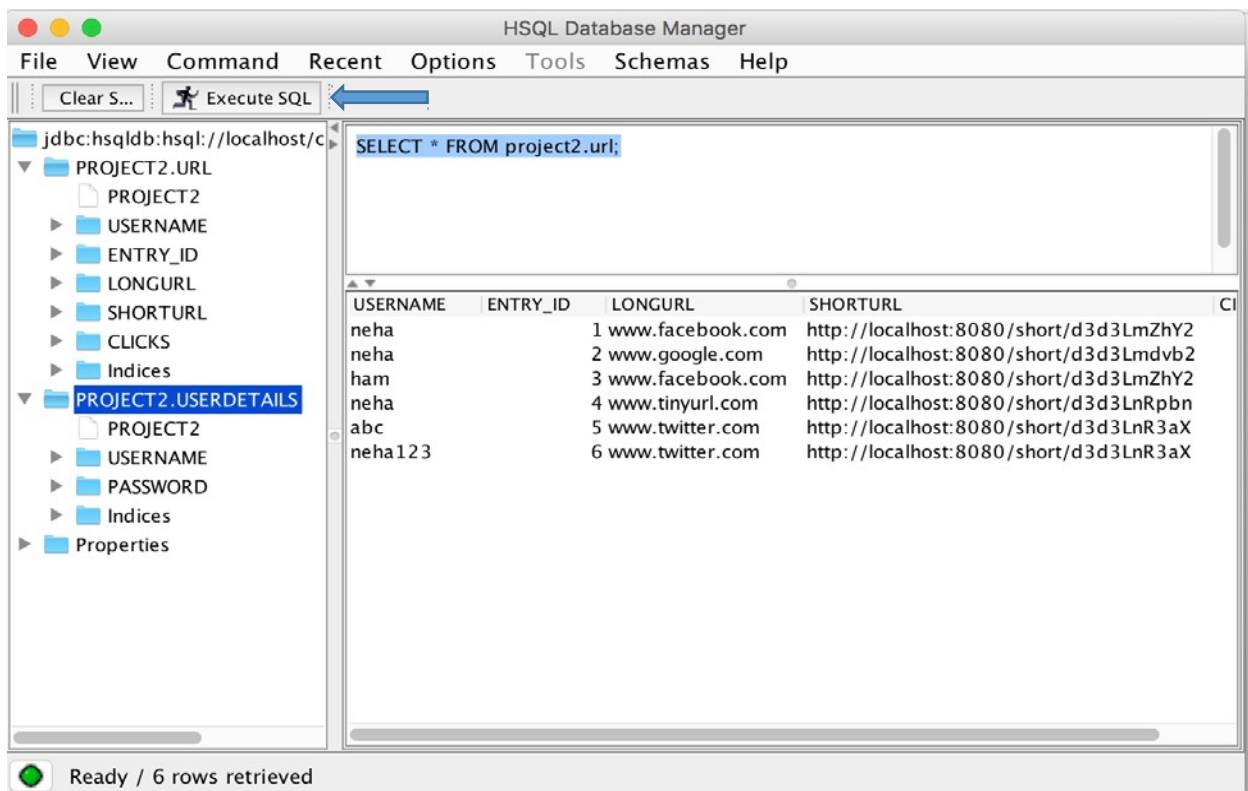 HSQL Database Manager
File View Command Recent Options Tools Schemas Help
Clear S... Execute SQL
jdbc:hsqldb:hsql://localhost/c
PROJECT2.URL
PROJECT2
USERNAME
ENTRY_ID
LONGURL
SHORTURL
CLICKS
Indices
PROJECT2.USERDETAILS
PROJECT2
USERNAME
PASSWORD
Indices
Properties
SELECT * FROM project2.url;
USERNAME ENTRY_ID LONGURL SHORTURL Cl
neha 1 www.facebook.com http://localhost:8080/short/d3d3LmZhY2
neha 2 www.google.com http://localhost:8080/short/d3d3Lmdvb2
ham 3 www.facebook.com http://localhost:8080/short/d3d3LmZhY2
neha 4 www.tinyurl.com http://localhost:8080/short/d3d3LnRpbn
abc 5 www.twitter.com http://localhost:8080/short/d3d3LnR3aX
neha123 6 www.twitter.com http://localhost:8080/short/d3d3LnR3aX
Ready / 6 rows retrieved